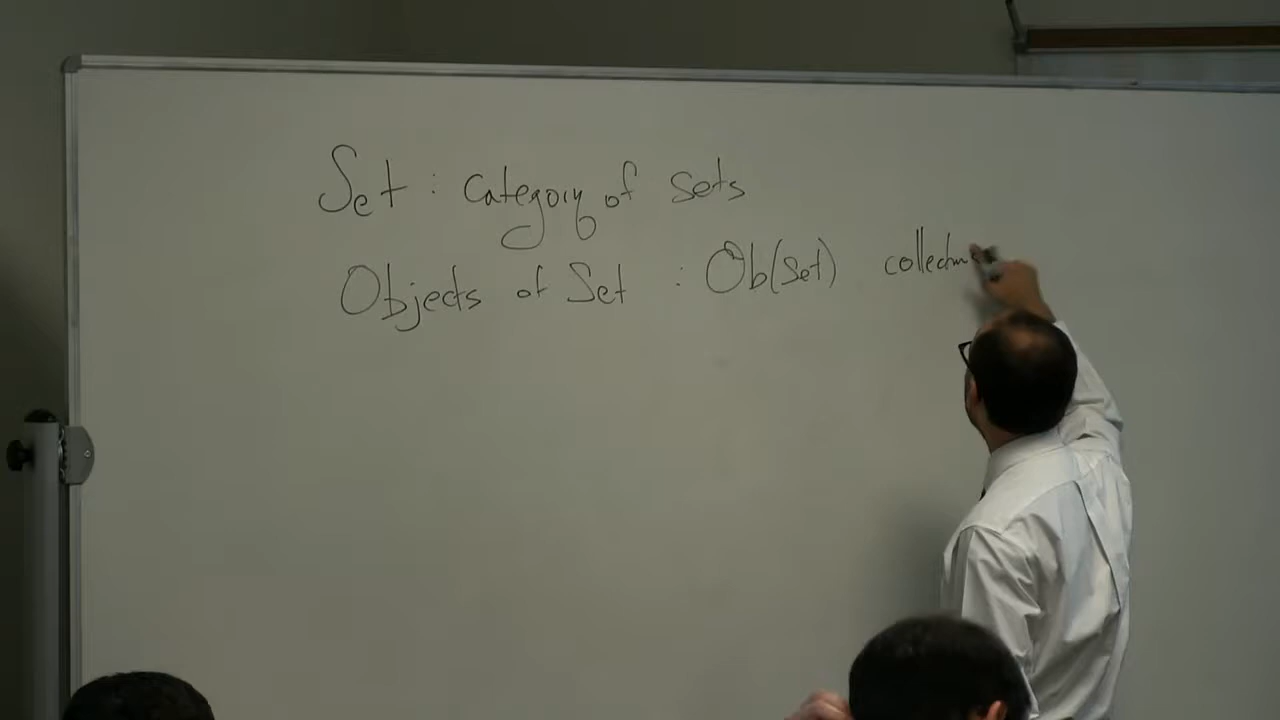 Set : Category of Sets
Objects of Set : Ob(Set)